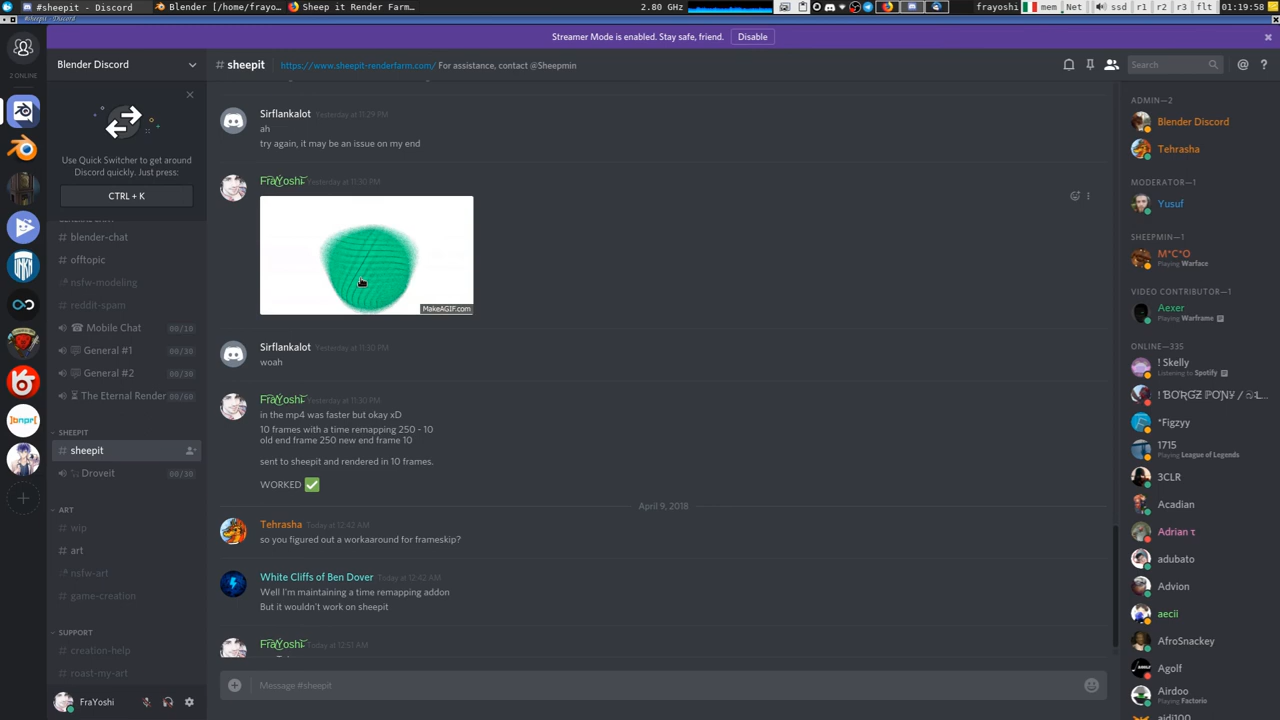 #sheepit - Discord
Blender [/home/frayo...
Sheep it Render Farm...
2.80 GHz
frayoshi
mem
Net
ssd
r1
r2
r3
flt
01:19:58
#sheepit - Discord
Streamer Mode is enabled. Stay safe, friend.
Disable
Blender Discord
# sheepit
https://www.sheepit-renderfarm.com/ For assistance, contact @Sheepmin
Search
2 ONLINE
Use Quick Switcher to get around
Discord quickly. Just press:
CTRL + K
# blender-chat
# offtopic
nsfw-modeling
# reddit-spam
Mobile Chat 00/10
General #1 00/30
General #2 00/30
The Eternal Render 00/60
SHEEPIT
# sheepit
Droveit 00/30
ART
# wip
# art
nsfw-art
# game-creation
SUPPORT
# creation-help
# roast-my-art
FraYoshi
Sirflankalot Yesterday at 11:29 PM
ah
try again, it may be an issue on my end
FraYoshi Yesterday at 11:30 PM
MakeAGIF.com
Sirflankalot Yesterday at 11:30 PM
woah
FraYoshi Yesterday at 11:30 PM
in the mp4 was faster but okay xD
10 frames with a time remapping 250 - 10
old end frame 250 new end frame 10
sent to sheepit and rendered in 10 frames.
WORKED ✅
April 9, 2018
Tehrasha Today at 12:42 AM
so you figured out a workaround for frameskip?
White Cliffs of Ben Dover Today at 12:42 AM
Well I'm maintaining a time remapping addon
But it wouldn't work on sheepit
FraYoshi Today at 12:51 AM
Message #sheepit
ADMIN—2
Blender Discord
Tehrasha
MODERATOR—1
Yusuf
SHEEPMIN—1
M*C*O
Playing Warface
VIDEO CONTRIBUTOR—1
Aexer
Playing Warframe
ONLINE—335
! Skelly
Listening to Spotify
*Figzyy
1715
Playing League of Legends
3CLR
Acadian
Adrian τ
adubato
Advion
aecii
AfroSnackey
Agolf
Airdoo
Playing Factorio
aidi100